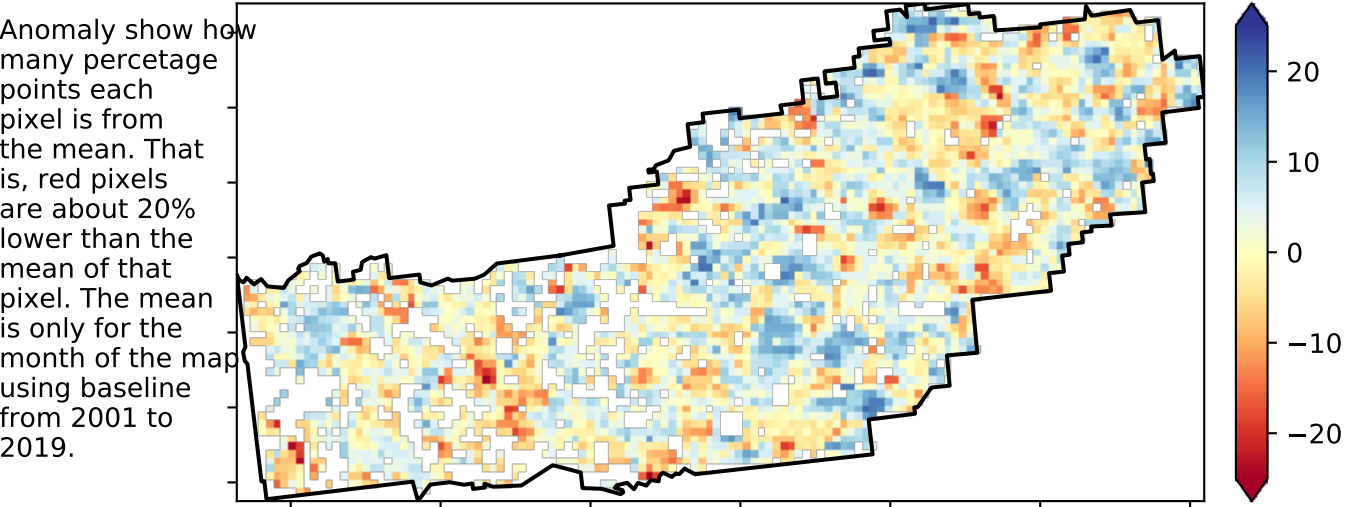 Anomaly show how
many percetage
points each
pixel is from
the mean. That
is, red pixels
are about 20%
lower than the
mean of that
pixel. The mean
is only for the
month of the map
using baseline
from 2001 to
2019.
20
10
0
−10
−20